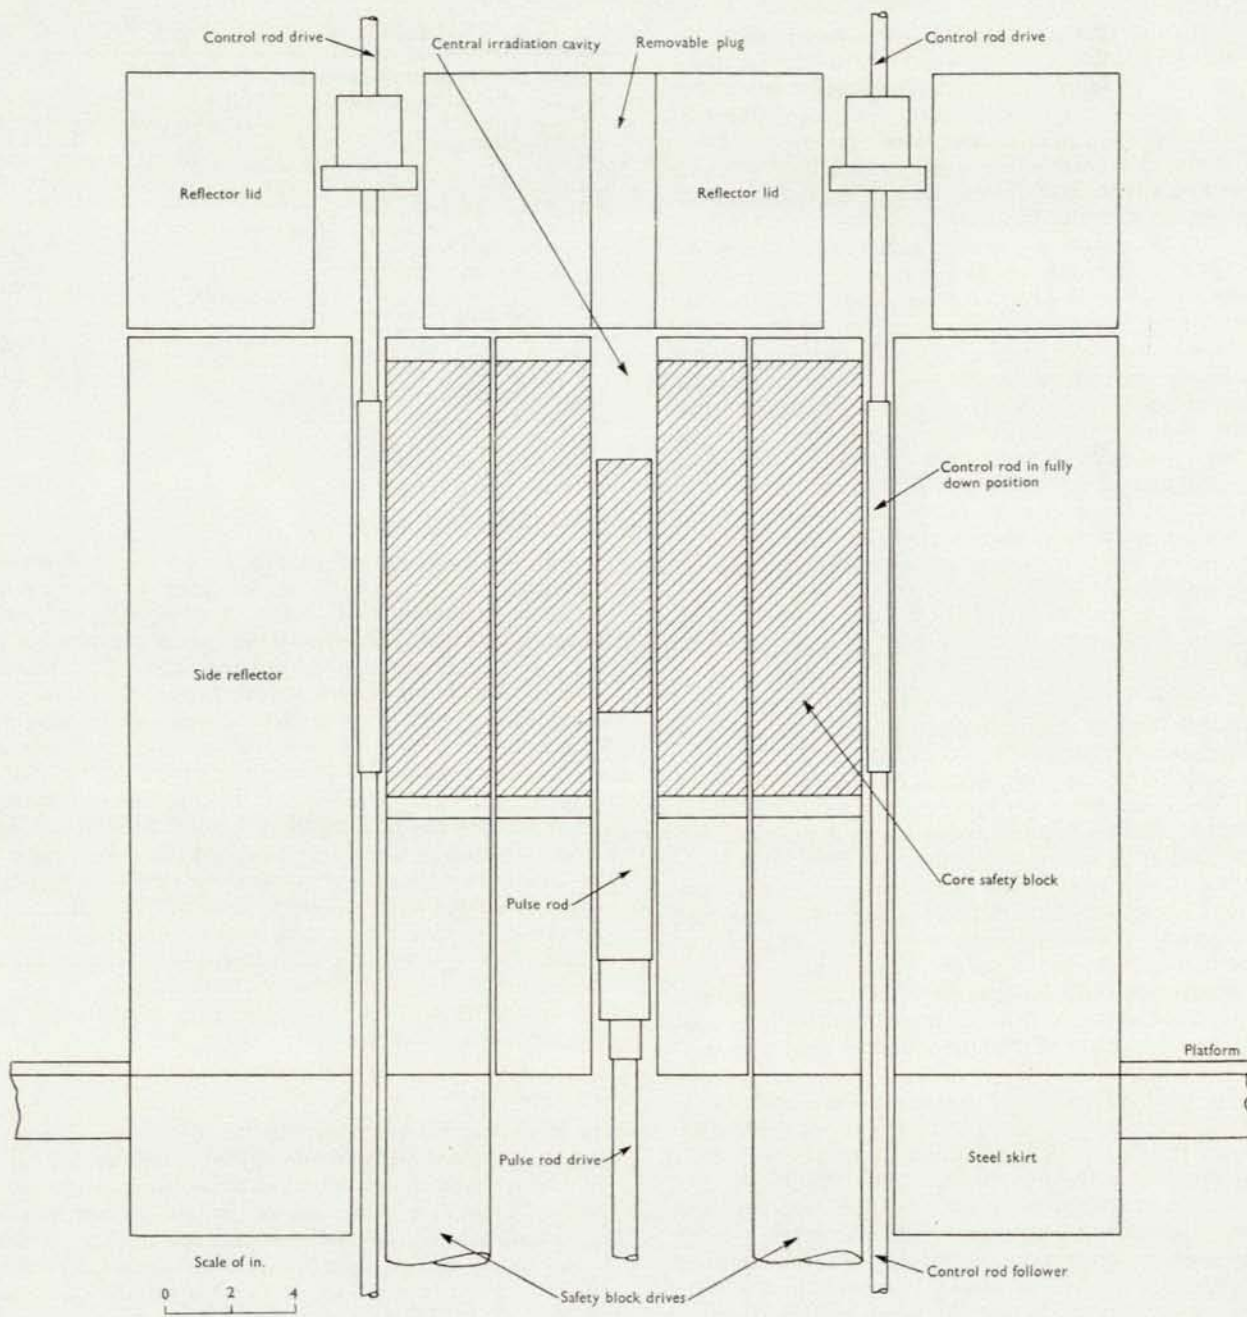 Control rod drive
Central irradiation cavity
Removable plug
Control rod drive
Reflector lid
Reflector lid
Control rod in fully
down position
Side reflector
Core safety block
Pulse rod
Platform
Pulse rod drive
Steel skirt
Scale of in.
Control rod follower
Safety block drives
0 2 4